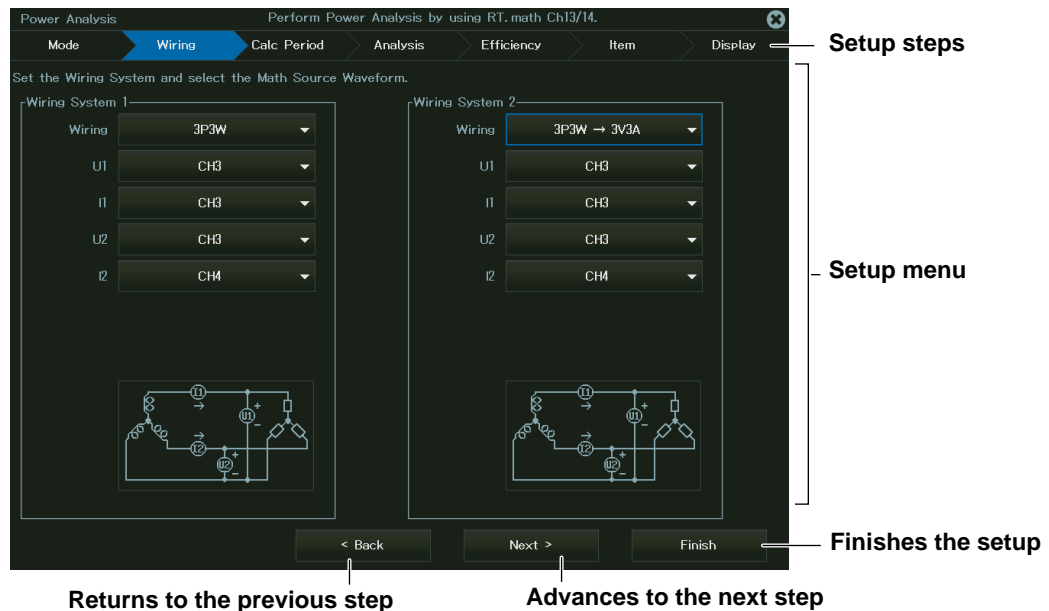 Power Analysis Perform Power Analysis by using RT. math Ch13/14.
Mode Wiring Calc Period Analysis Efficiency Item Display
Setup steps
Set the Wiring System and select the Math Source Waveform.
Wiring System 1 Wiring System 2
Wiring 3P3W Wiring 3P3W → 3V3A
U1 CH3 U1 CH3
I1 CH3 I1 CH3
U2 CH3 U2 CH3
I2 CH4 I2 CH4
Setup menu
I1 I1
U1 + U1 +
− −
I2 I2
U2 + U2 +
− −
< Back Next > Finish
Finishes the setup
Returns to the previous step Advances to the next step